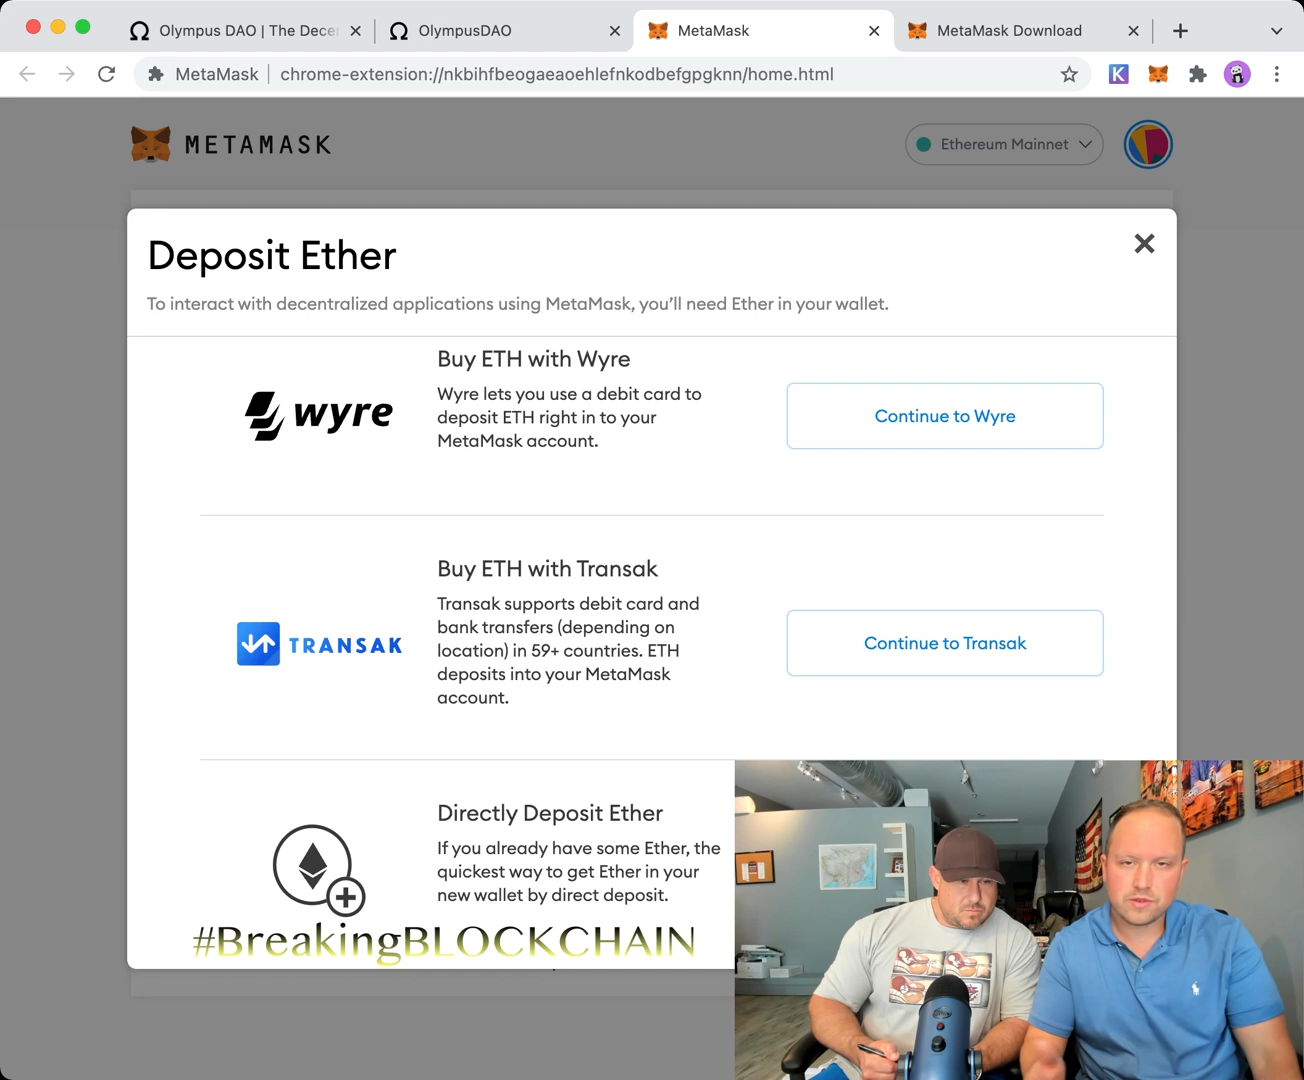 Olympus DAO | The Dece
OlympusDAO
MetaMask
MetaMask Download
MetaMask
chrome-extension://nkbihfbeogaeaoehlefnkodbefgpgknn/home.html
METAMASK
Ethereum Mainnet
Deposit Ether
To interact with decentralized applications using MetaMask, you’ll need Ether in your wallet.
wyre
Buy ETH with Wyre
Wyre lets you use a debit card to
deposit ETH right in to your
MetaMask account.
Continue to Wyre
TRANSAK
Buy ETH with Transak
Transak supports debit card and
bank transfers (depending on
location) in 59+ countries. ETH
deposits into your MetaMask
account.
Continue to Transak
Directly Deposit Ether
If you already have some Ether, the
quickest way to get Ether in your
new wallet by direct deposit.
#BreakingBLOCKCHAIN